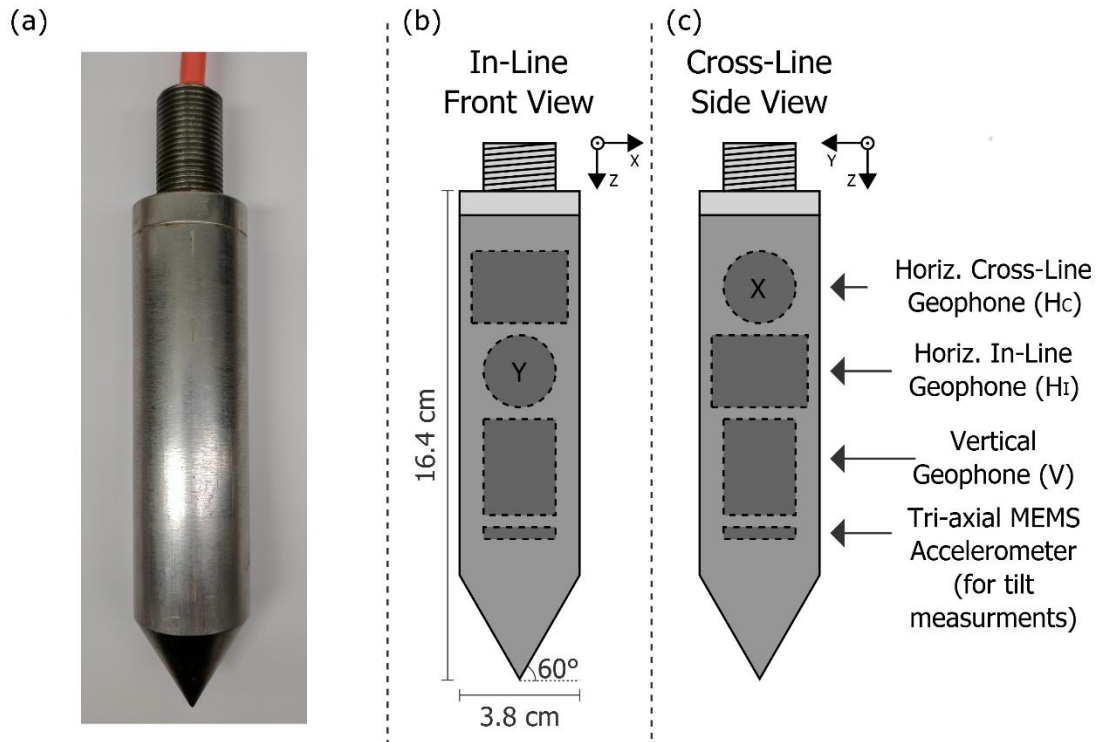 (a)
(b)
In-Line
Front View
X
Z
Y
16.4 cm
60°
3.8 cm
(c)
Cross-Line
Side View
Y
Z
X
Horiz. Cross-Line
Geophone (HC)
Horiz. In-Line
Geophone (HI)
Vertical
Geophone (V)
Tri-axial MEMS
Accelerometer
(for tilt
measurments)